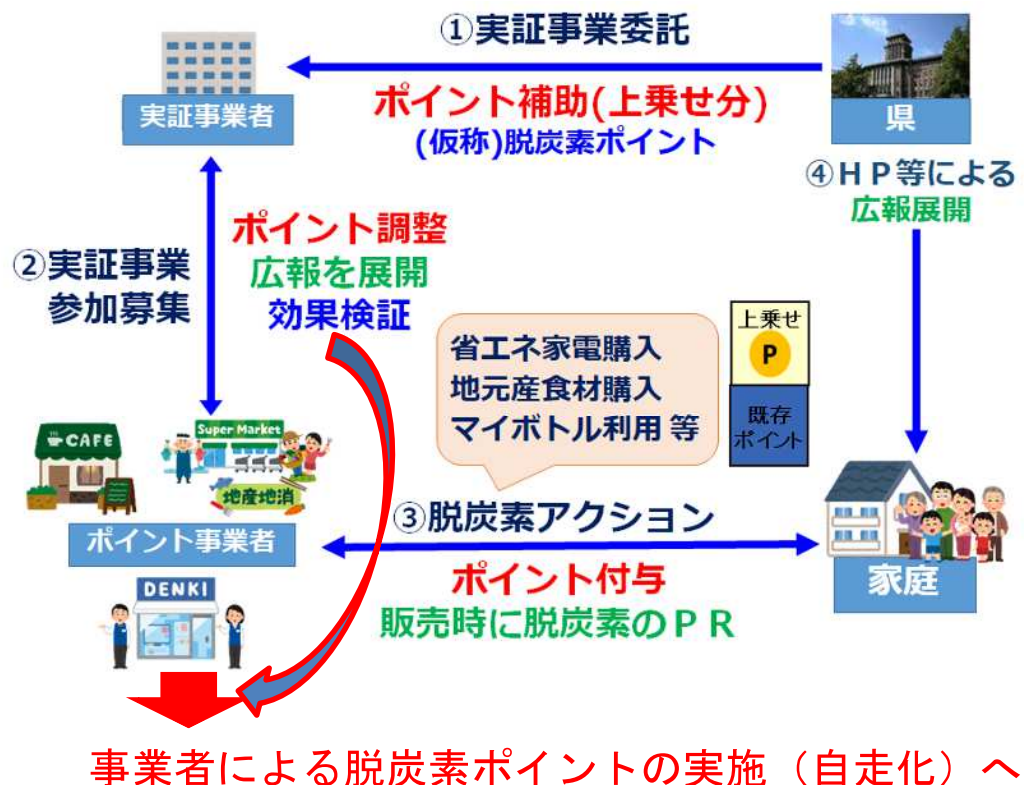 ①実証事業委託
実証事業者
ポイント補助(上乗せ分)
(仮称)脱炭素ポイント
県
④ＨＰ等による
広報展開
②実証事業
参加募集
ポイント調整
広報を展開
効果検証
省エネ家電購入
地元産食材購入
マイボトル利用 等
上乗せ
P
既存
ポイント
CAFE
Super Market
地産地消
ポイント事業者
③脱炭素アクション
ポイント付与
販売時に脱炭素のＰＲ
家庭
DENKI
事業者による脱炭素ポイントの実施（自走化）へ